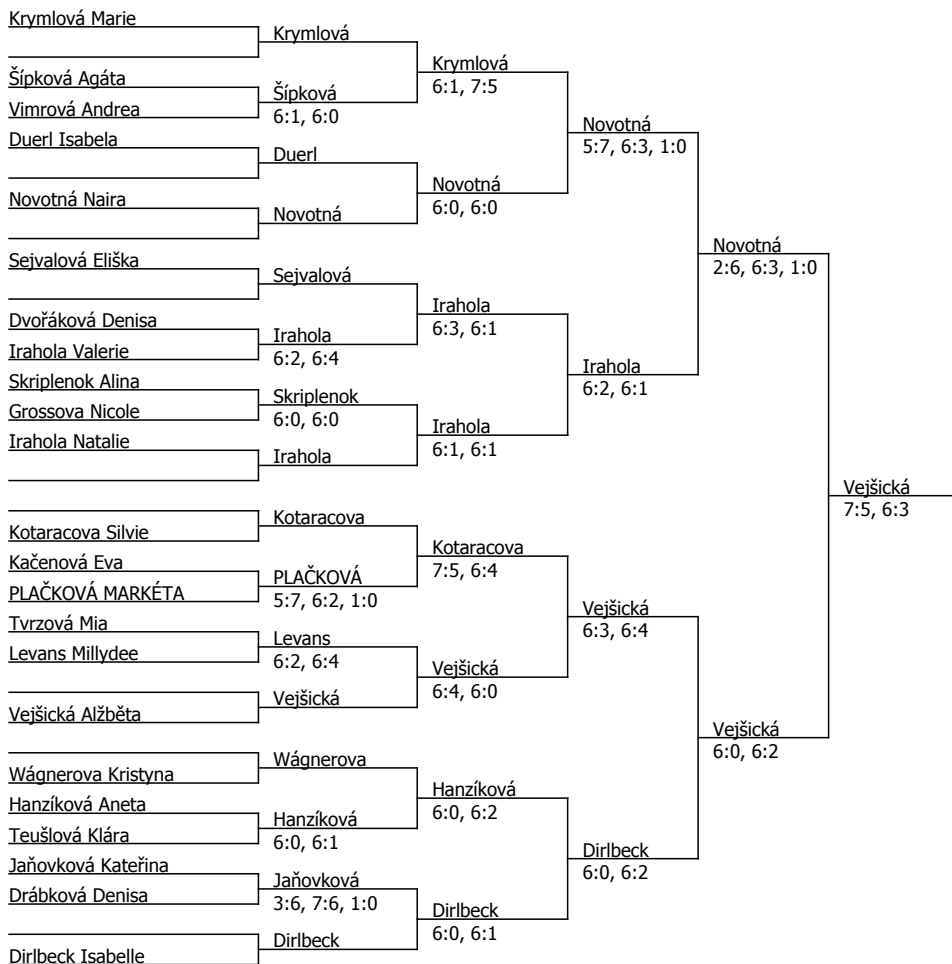 Krymlová Marie
Šípková Agáta
Vimrová Andrea
Duerl Isabela
Novotná Naira
Sejvalová Eliška
Dvořáková Denisa
Irahola Valerie
Skriplenok Alina
Grossova Nicole
Irahola Natalie
Kotaracova Silvie
Kačenová Eva
PLAČKOVÁ MARKÉTA
Tvrzová Mia
Levans Millydee
Vejšická Alžběta
Wágnerova Kristyna
Hanzíková Aneta
Teušlová Klára
Jaňovková Kateřina
Drábková Denisa
Dirlbeck Isabelle
Krymlová
Šípková
6:1, 6:0
Duerl
Novotná
Sejvalová
Irahola
6:2, 6:4
Skriplenok
6:0, 6:0
Irahola
Kotaracova
PLAČKOVÁ
5:7, 6:2, 1:0
Levans
6:2, 6:4
Vejšická
Wágnerova
Hanzíková
6:0, 6:1
Jaňovková
3:6, 7:6, 1:0
Dirlbeck
Krymlová
6:1, 7:5
Novotná
6:0, 6:0
Irahola
6:3, 6:1
Irahola
6:1, 6:1
Kotaracova
7:5, 6:4
Vejšická
6:4, 6:0
Hanzíková
6:0, 6:2
Dirlbeck
6:0, 6:1
Novotná
5:7, 6:3, 1:0
Irahola
6:2, 6:1
Vejšická
6:3, 6:4
Dirlbeck
6:0, 6:2
Novotná
2:6, 6:3, 1:0
Vejšická
6:0, 6:2
Vejšická
7:5, 6:3